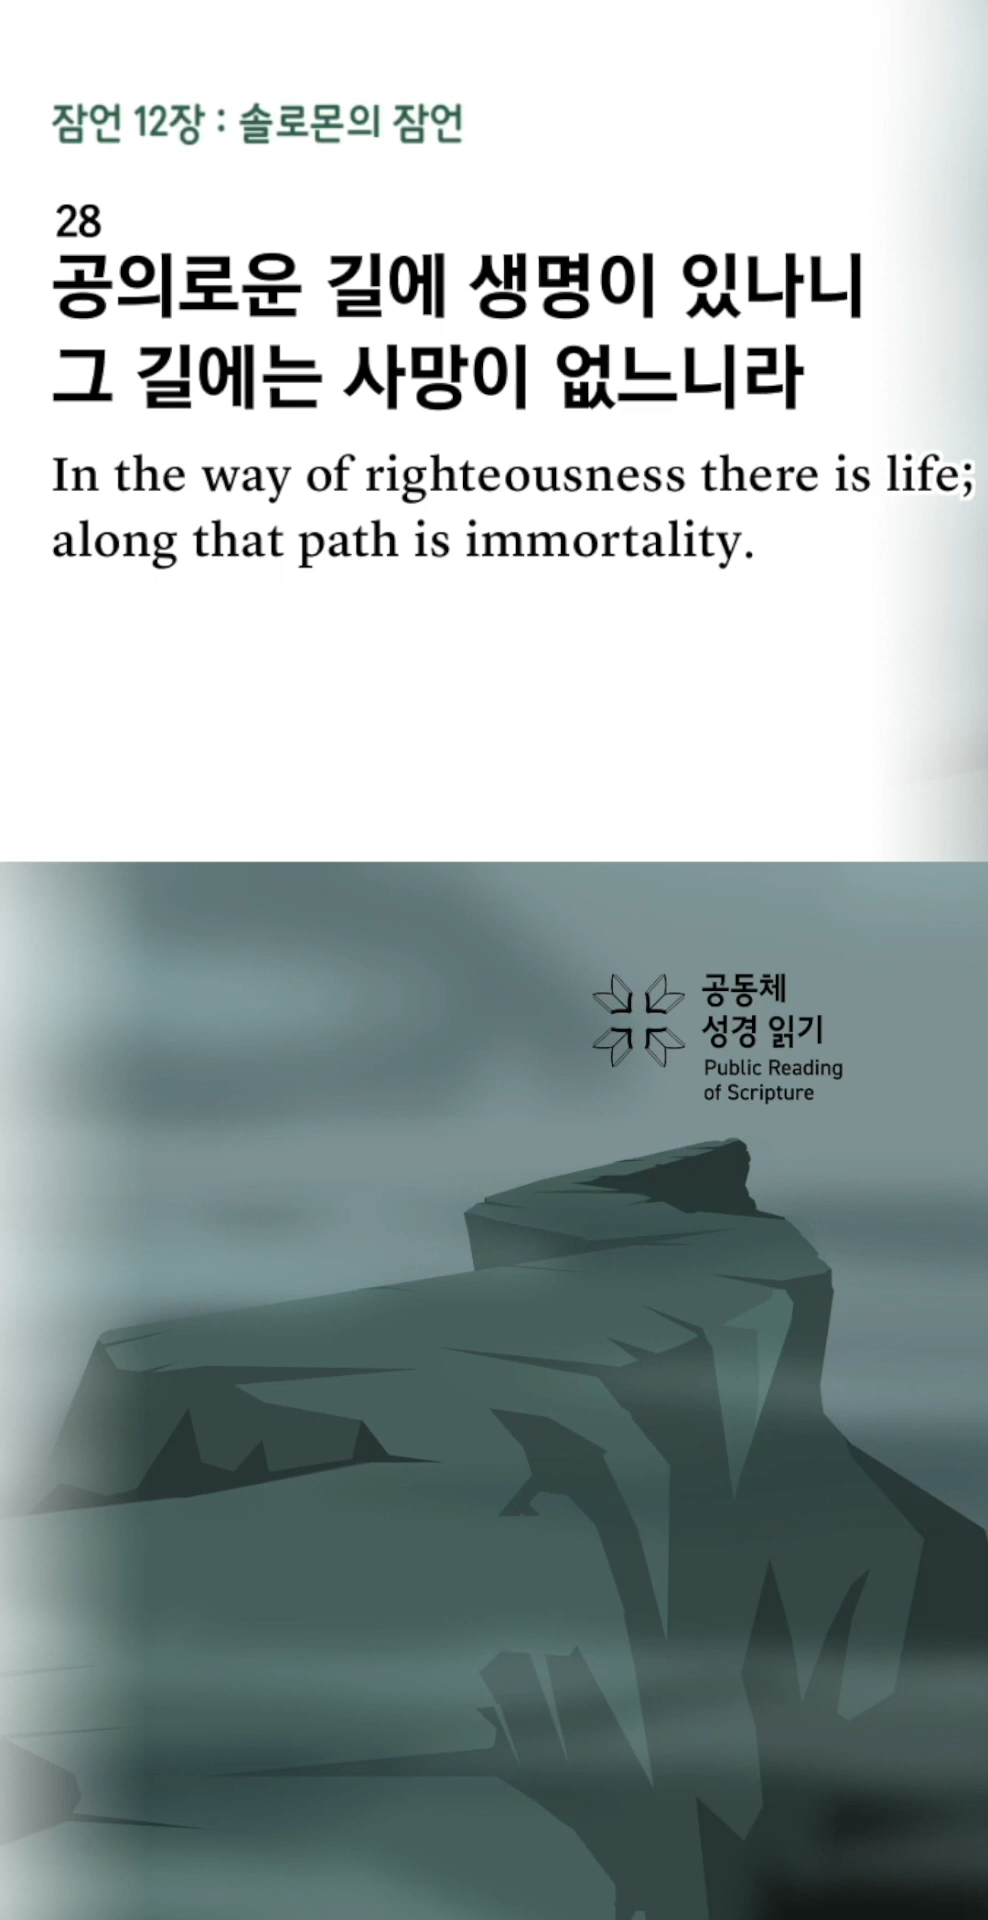 잠언 12장 : 솔로몬의 잠언
28
공의로운 길에 생명이 있나니
그 길에는 사망이 없느니라
In the way of righteousness there is life;
along that path is immortality.
공동체
성경 읽기
Public Reading
of Scripture